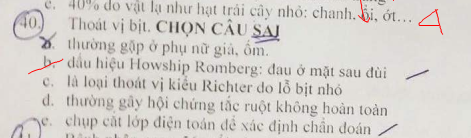 c. 40% do vật lạ như hạt trái cây nhỏ: chanh, ổi, ớt...
40. Thoát vị bịt. CHỌN CÂU SAI
a. thường gặp ở phụ nữ già, ốm.
b. dấu hiệu Howship Romberg: đau ở mặt sau đùi
c. là loại thoát vị kiểu Richter do lỗ bịt nhỏ
d. thường gây hội chứng tắc ruột không hoàn toàn
e. chụp cắt lớp điện toán để xác định chẩn đoán